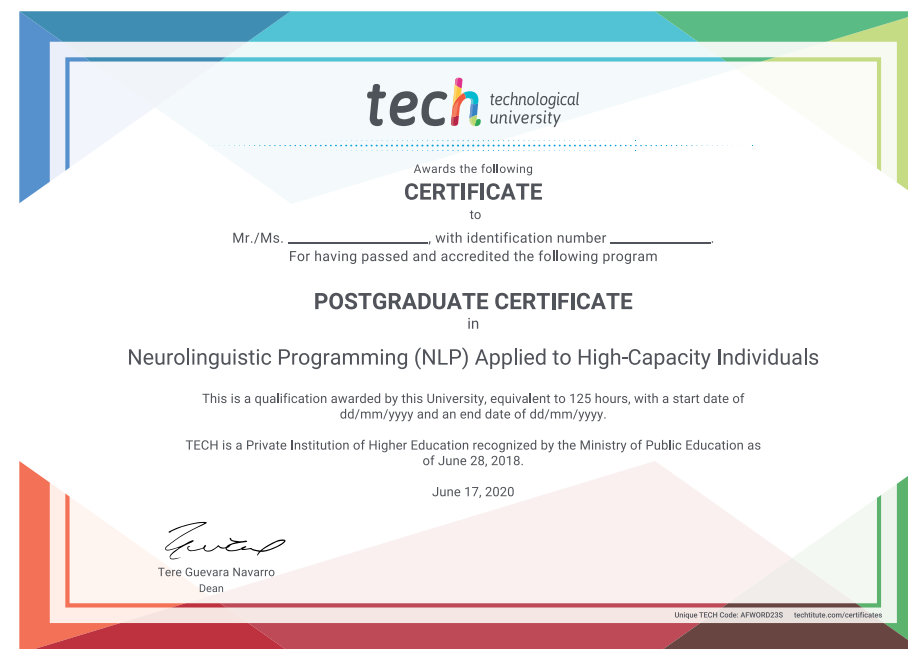 tech technological
university
Awards the following
CERTIFICATE
to
Mr./Ms. ____________, with identification number ____________.
For having passed and accredited the following program
POSTGRADUATE CERTIFICATE
in
Neurolinguistic Programming (NLP) Applied to High-Capacity Individuals
This is a qualification awarded by this University, equivalent to 125 hours, with a start date of
dd/mm/yyyy and an end date of dd/mm/yyyy.
TECH is a Private Institution of Higher Education recognized by the Ministry of Public Education as
of June 28, 2018.
June 17, 2020
Tere Guevara Navarro
Dean
Unique TECH Code: AFWORD23S techtitute.com/certificates